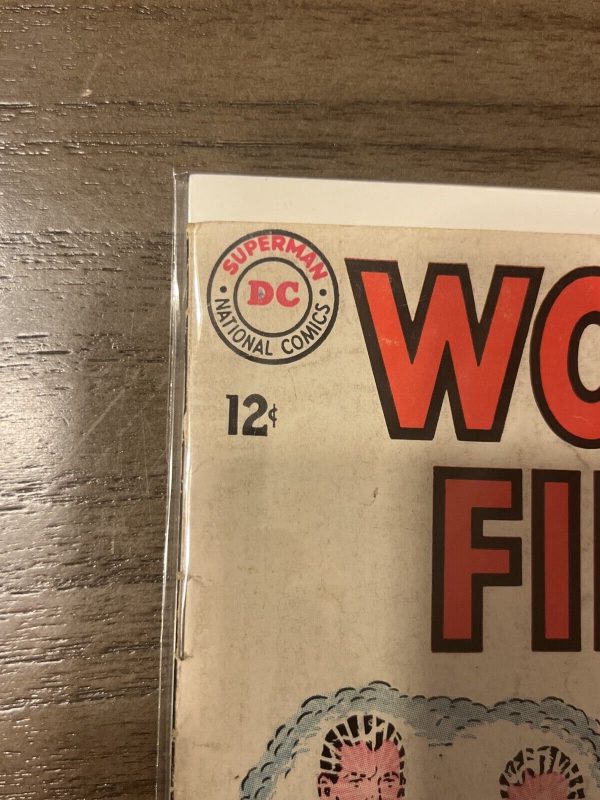 SUPERMAN
DC
NATIONAL COMICS
12¢
WO
FI